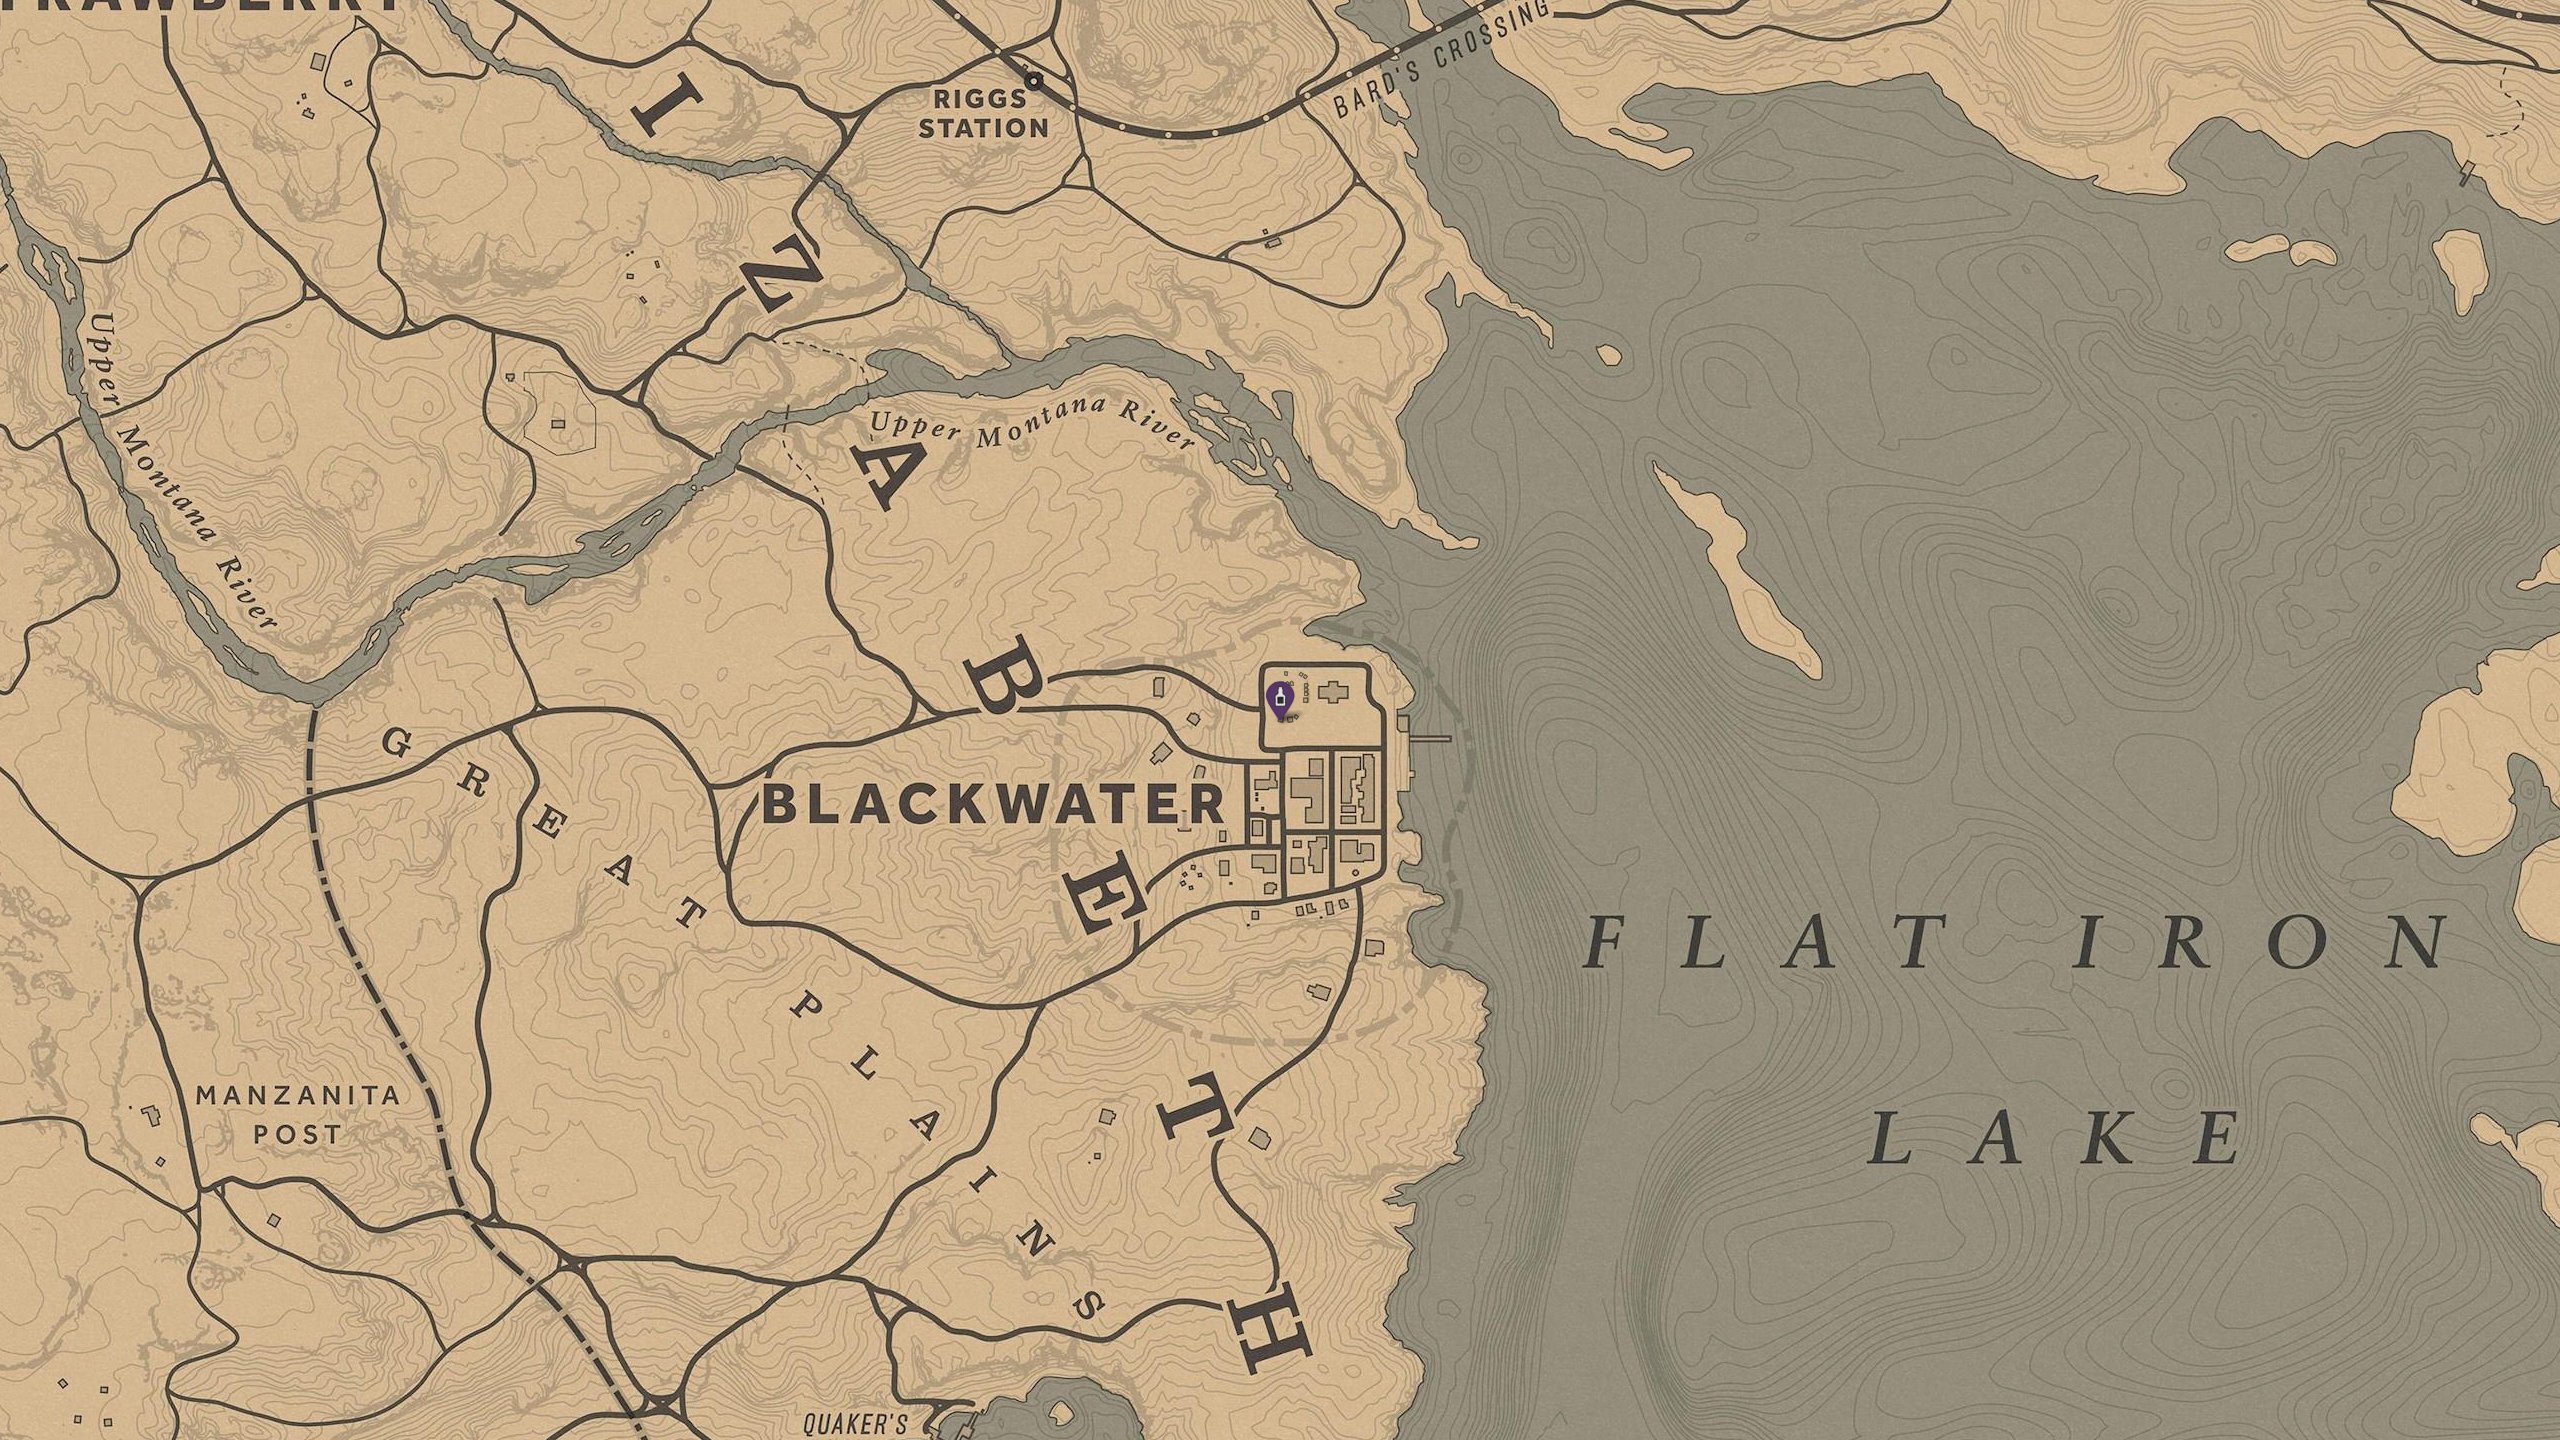 TRAWBERRY
BARD'S CROSSING
RIGGS
STATION
I
Z
A
B
E
T
H
Upper Montana River
Upper Montana River
BLACKWATER
GREAT
PLAINS
FLAT IRON
LAKE
MANZANITA
POST
QUAKER'S